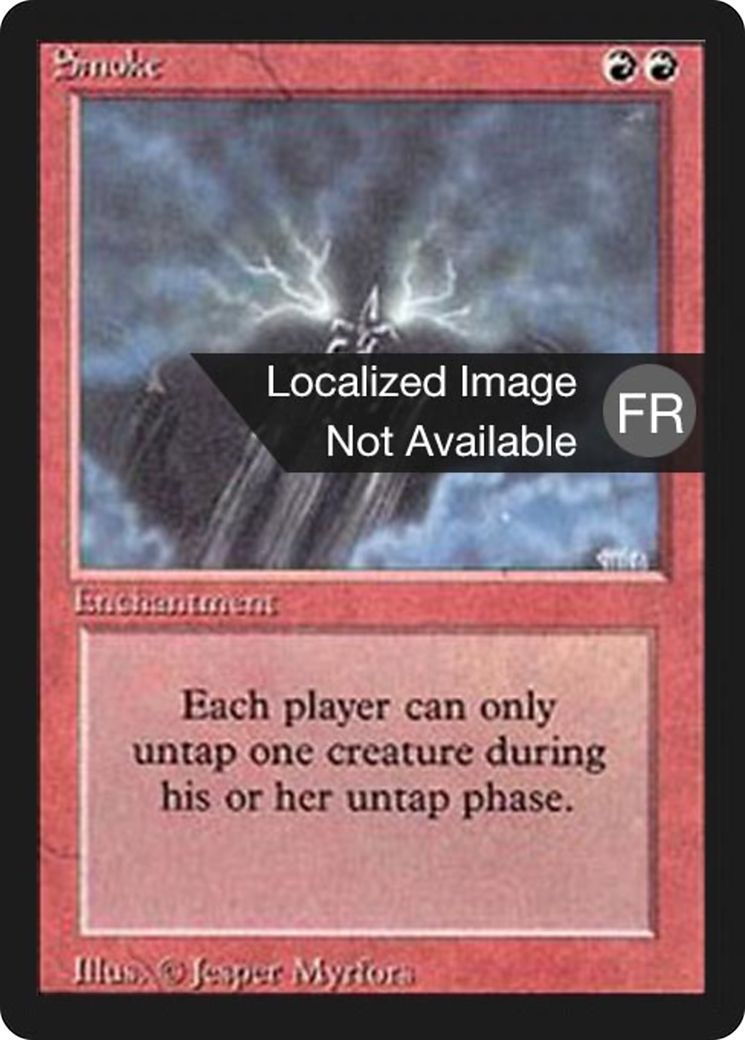 Smoke
Localized Image
Not Available
FR
Enchantment
Each player can only
untap one creature during
his or her untap phase.
Illus. © Jesper Myrfors